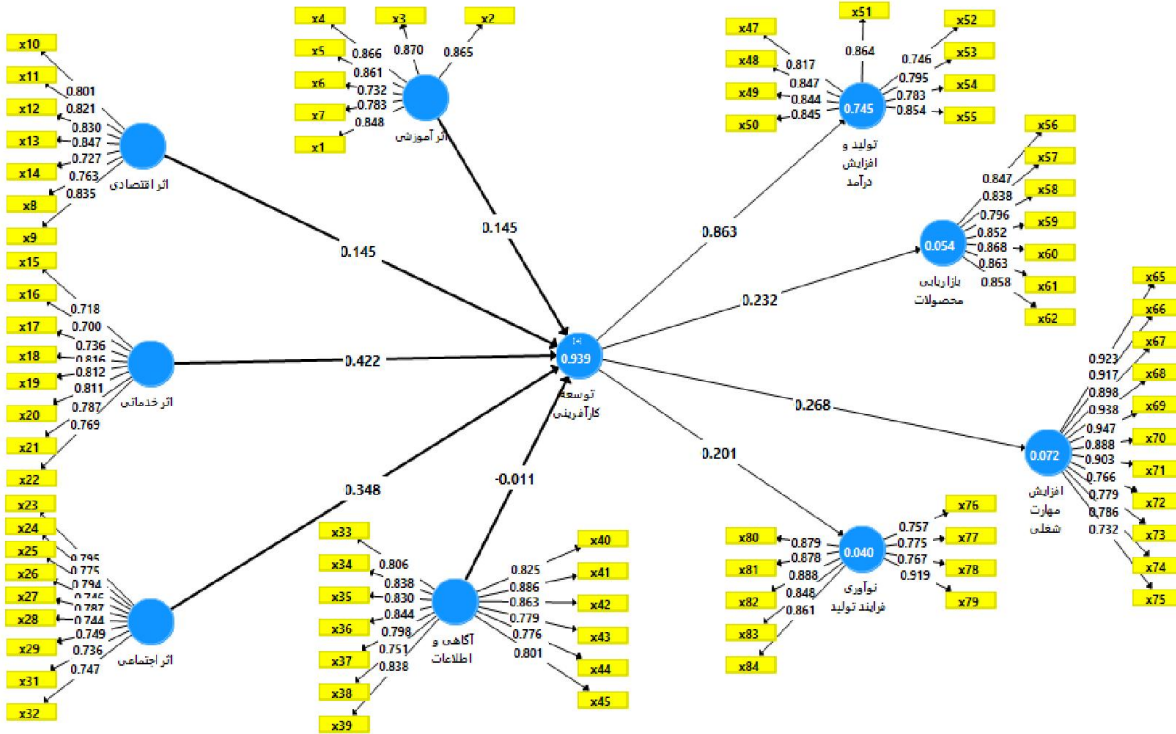 x10
x11
x12
x13
x14
x8
x9
0.801
0.821
0.830
0.847
0.727
0.763
0.835
اثر اقتصادی
0.145
x4
x3
x2
x5
x6
x7
x1
0.866
0.870
0.865
0.861
0.732
0.783
0.848
اثر آموزشی
0.145
x15
x16
x17
x18
x19
x20
x21
x22
0.718
0.700
0.736
0.816
0.812
0.811
0.787
0.769
اثر خدماتی
0.422
x23
x24
x25
x26
x27
x28
x29
x31
x32
0.795
0.775
0.794
0.787
0.744
0.749
0.736
0.747
اثر اجتماعی
0.348
x33
x34
x35
x36
x37
x38
x39
0.806
0.838
0.830
0.844
0.798
0.751
0.838
x40
x41
x42
x43
x44
x45
0.825
0.886
0.863
0.779
0.776
0.801
آگاهی و
اطلاعات
-0.011
[+]
0.939
توسعه
کارآفرینی
x47
x48
x49
x50
x51
x52
x53
x54
x55
0.817
0.847
0.844
0.845
0.864
0.746
0.795
0.783
0.854
0.745
تولید و
افزایش
درآمد
0.863
x56
x57
x58
x59
x60
x61
x62
0.847
0.838
0.796
0.852
0.868
0.863
0.858
0.054
بازاریابی
محصولات
0.232
x65
x66
x67
x68
x69
x70
x71
x72
x73
x74
x75
0.923
0.917
0.898
0.938
0.947
0.888
0.903
0.766
0.779
0.786
0.732
0.072
افزایش
مهارت
شغلی
0.268
x80
x81
x82
x83
x84
0.879
0.878
0.888
0.848
0.861
x76
x77
x78
x79
0.757
0.775
0.767
0.919
0.040
نوآوری
فرایند تولید
0.201